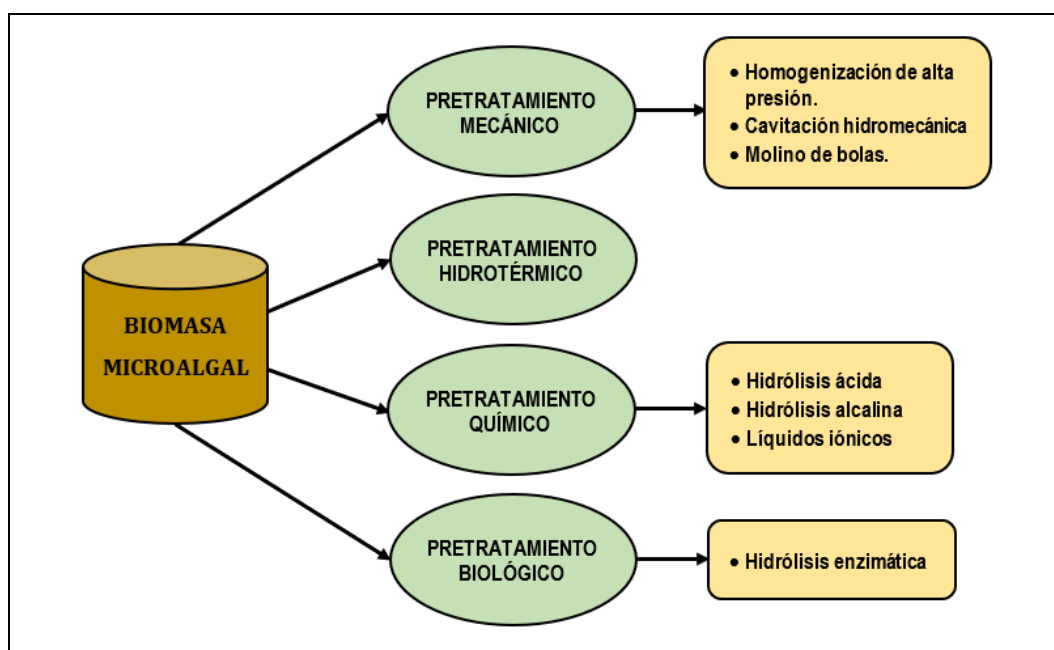 PRETRATAMIENTO
MECÁNICO
• Homogenización de alta
presión.
• Cavitación hidromecánica
• Molino de bolas.
PRETRATAMIENTO
HIDROTÉRMICO
BIOMASA
MICROALGAL
PRETRATAMIENTO
QUÍMICO
• Hidrólisis ácida
• Hidrólisis alcalina
• Líquidos iónicos
PRETRATAMIENTO
BIOLÓGICO
• Hidrólisis enzimática